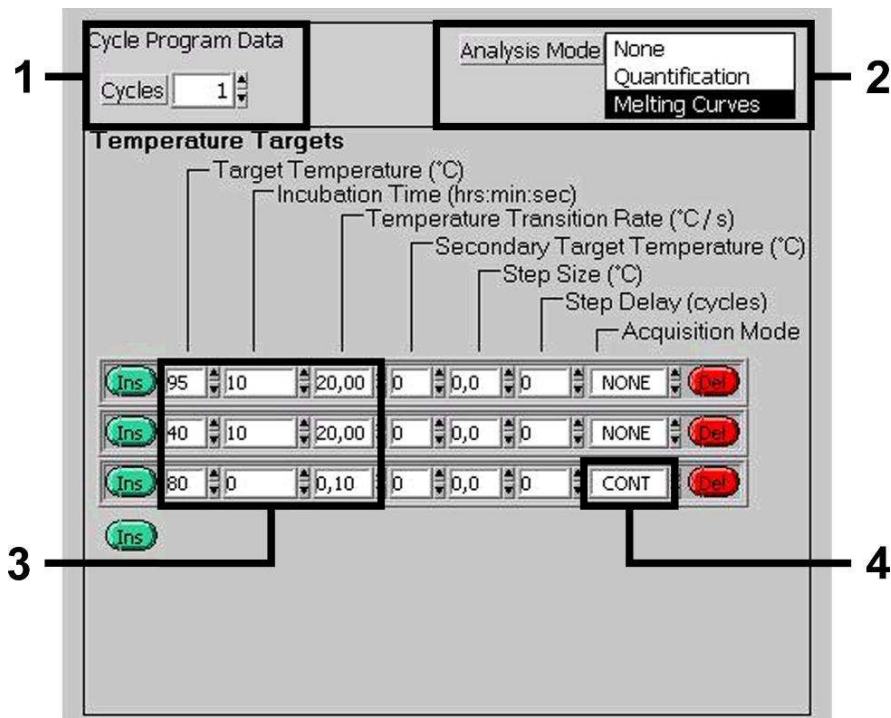 Cycle Program Data
1
Cycles 1
Analysis Mode None
Quantification
Melting Curves
2
Temperature Targets
Target Temperature (°C)
Incubation Time (hrs:min:sec)
Temperature Transition Rate (°C / s)
Secondary Target Temperature (°C)
Step Size (°C)
Step Delay (cycles)
Acquisition Mode
Ins 95 10 20,00 0 0,0 0 NONE Del
Ins 40 10 20,00 0 0,0 0 NONE Del
Ins 80 0 0,10 0 0,0 0 CONT Del
Ins
3
4